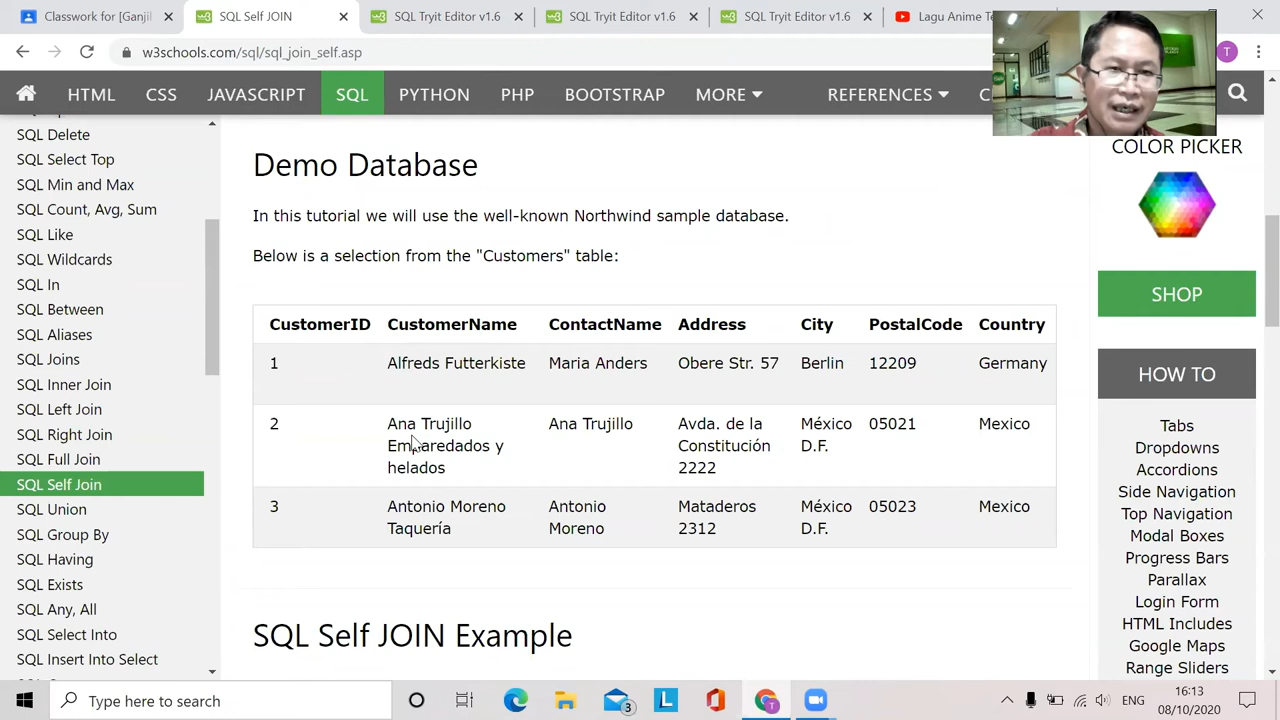 Classwork for [Ganjil
SQL Self JOIN
SQL Tryit Editor v1.6
SQL Tryit Editor v1.6
SQL Tryit Editor v1.
Lagu Anime Te
w3schools.com/sql/sql_join_self.asp
T
HTML
CSS
JAVASCRIPT
SQL
PYTHON
PHP
BOOTSTRAP
MORE
REFERENCES
SQL Delete
SQL Select Top
SQL Min and Max
SQL Count, Avg, Sum
SQL Like
SQL Wildcards
SQL In
SQL Between
SQL Aliases
SQL Joins
SQL Inner Join
SQL Left Join
SQL Right Join
SQL Full Join
SQL Self Join
SQL Union
SQL Group By
SQL Having
SQL Exists
SQL Any, All
SQL Select Into
SQL Insert Into Select
Demo Database
In this tutorial we will use the well-known Northwind sample database.
Below is a selection from the "Customers" table:
CustomerID CustomerName ContactName Address City PostalCode Country
1 Alfreds Futterkiste Maria Anders Obere Str. 57 Berlin 12209 Germany
2 Ana Trujillo Ana Trujillo Avda. de la México 05021 Mexico
Emparedados y Constitución D.F.
helados 2222
3 Antonio Moreno Antonio Mataderos México 05023 Mexico
Taquería Moreno 2312 D.F.
SQL Self JOIN Example
COLOR PICKER
SHOP
HOW TO
Tabs
Dropdowns
Accordions
Side Navigation
Top Navigation
Modal Boxes
Progress Bars
Parallax
Login Form
HTML Includes
Google Maps
Range Sliders
Type here to search
3
L
T
ENG
16:13
08/10/2020